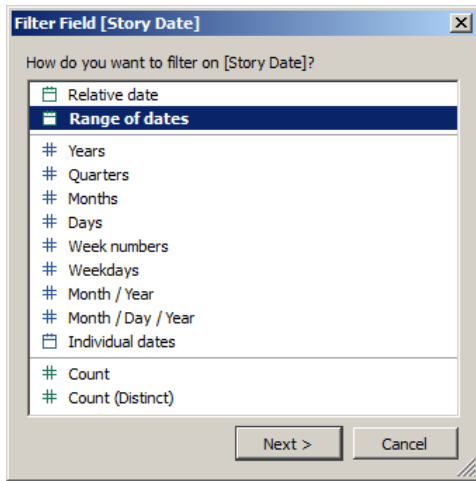 Filter Field [Story Date]
How do you want to filter on [Story Date]?
Relative date
Range of dates
# Years
# Quarters
# Months
# Days
# Week numbers
# Weekdays
# Month / Year
# Month / Day / Year
Individual dates
# Count
# Count (Distinct)
Next >
Cancel